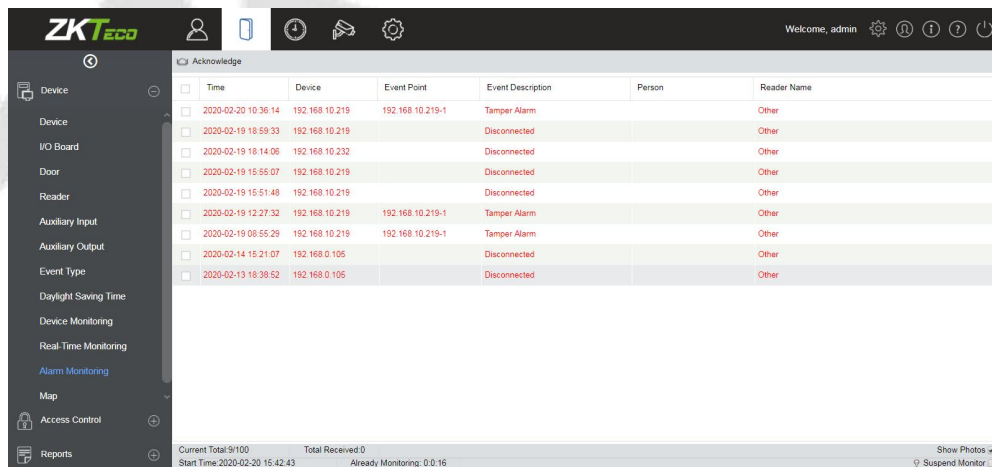 ZKTeco
Welcome, admin
Acknowledge
Device
Device
I/O Board
Door
Reader
Auxiliary Input
Auxiliary Output
Event Type
Daylight Saving Time
Device Monitoring
Real-Time Monitoring
Alarm Monitoring
Map
Access Control
Reports
Time Device Event Point Event Description Person Reader Name
2020-02-20 10:36:14 192.168.10.219 192.168.10.219-1 Tamper Alarm Other
2020-02-19 18:59:33 192.168.10.219 Disconnected Other
2020-02-19 18:14:06 192.168.10.232 Disconnected Other
2020-02-19 15:55:07 192.168.10.219 Disconnected Other
2020-02-19 15:51:48 192.168.10.219 Disconnected Other
2020-02-19 12:27:32 192.168.10.219 192.168.10.219-1 Tamper Alarm Other
2020-02-19 08:55:29 192.168.10.219 192.168.10.219-1 Tamper Alarm Other
2020-02-14 15:21:07 192.168.0.105 Disconnected Other
2020-02-13 18:38:52 192.168.0.105 Disconnected Other
Current Total:9/100 Total Received:0 Show Photos
Start Time:2020-02-20 15:42:43 Already Monitoring: 0:0:16 Suspend Monitor